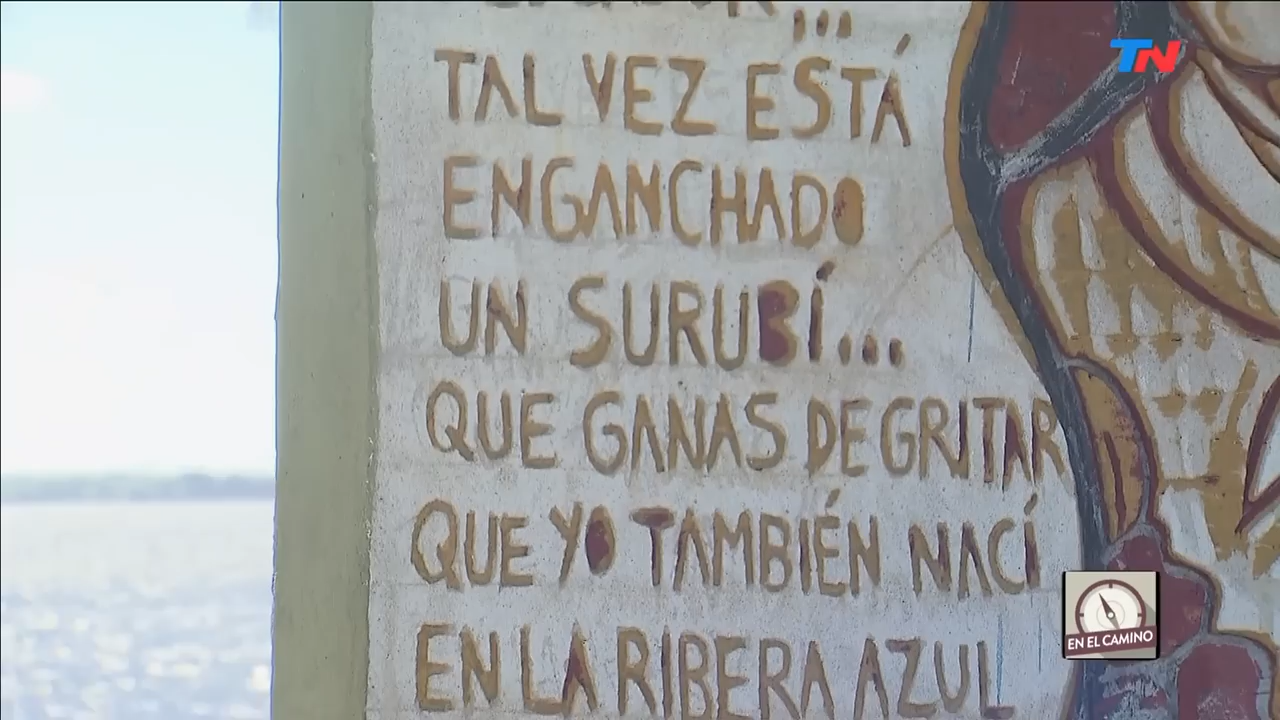 TAL VEZ ESTÁ
ENGANCHADO
UN SURUBÍ...
QUE GANAS DE GRITAR
QUE YO TAMBIÉN NACÍ
EN LA RIBERA AZUL
TN
EN EL CAMINO